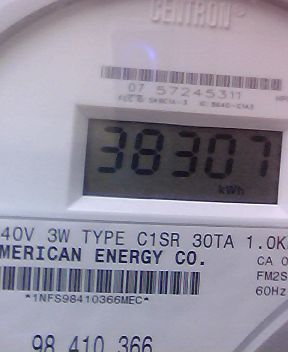 CENTRON®
07 57245311
38307
kWh
40V 3W TYPE C1SR 30TA 1.0K
MERICAN ENERGY CO.
CA 0
FM2S
60Hz
*1NFS98410366MEC*
98 410 366